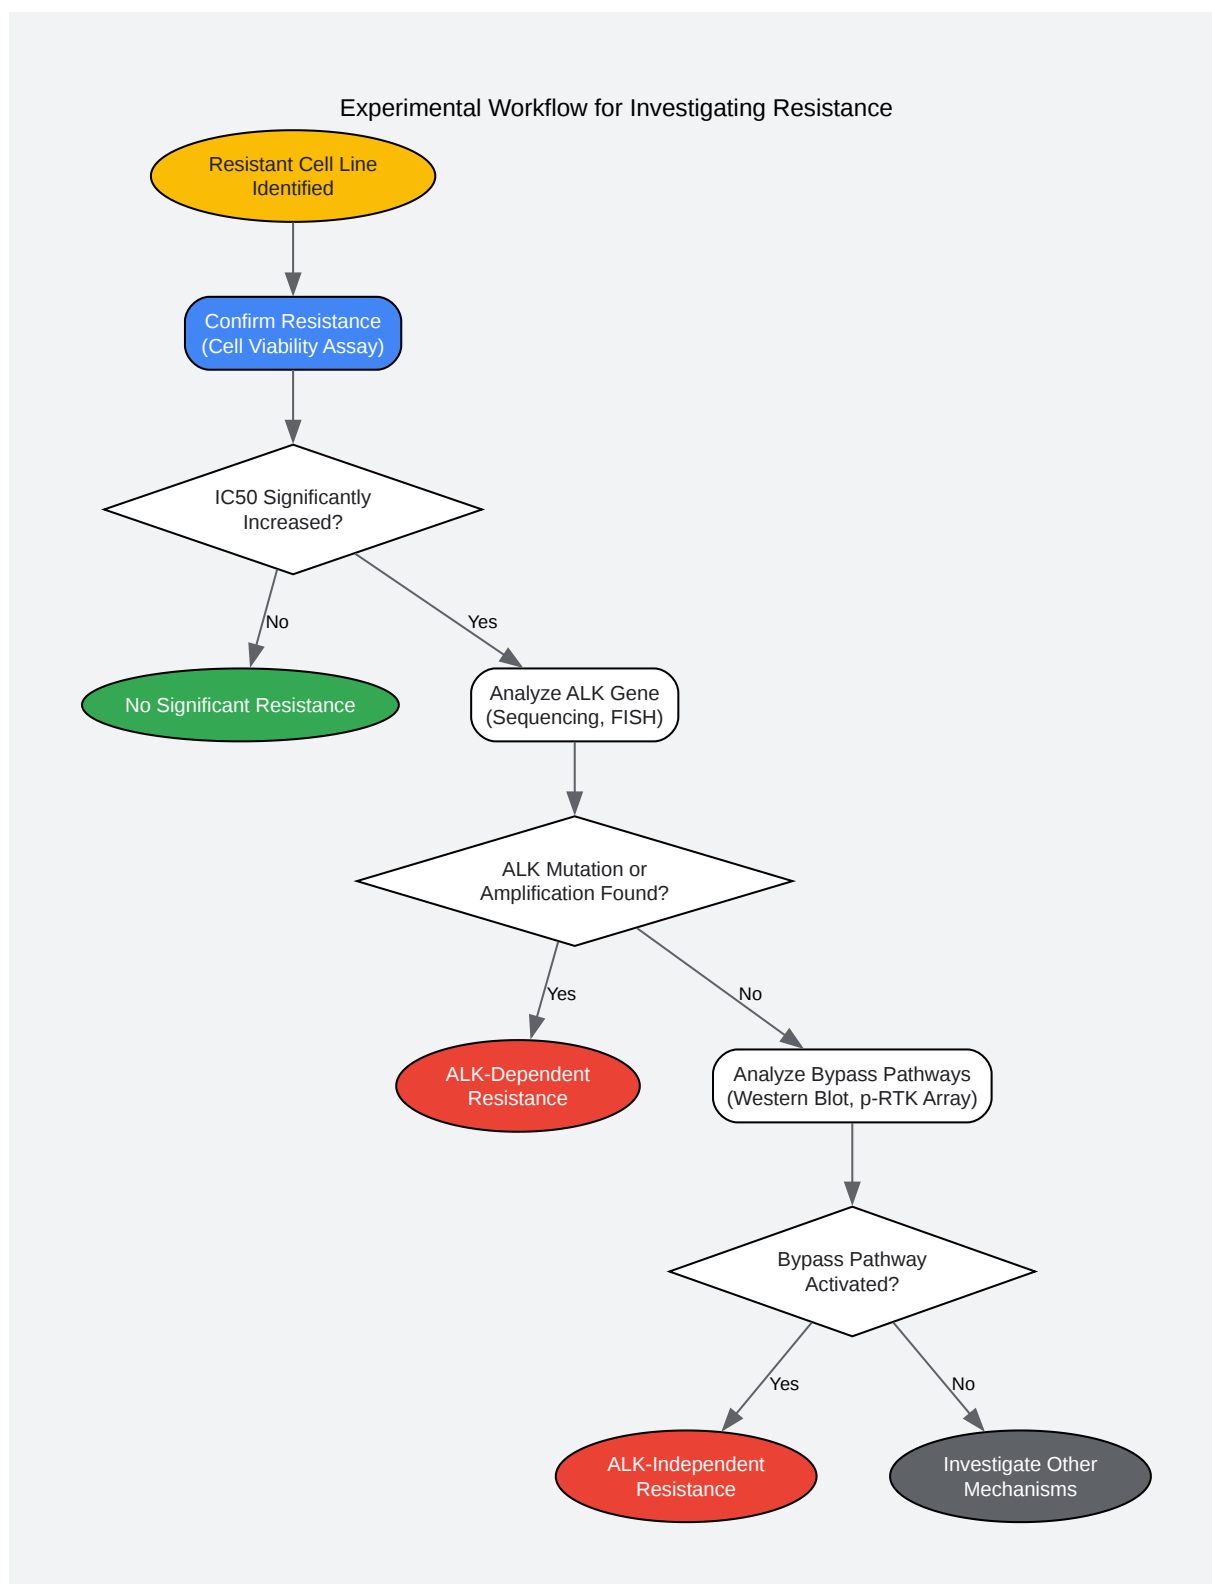 Experimental Workflow for Investigating Resistance
Resistant Cell Line
Identified
Confirm Resistance
(Cell Viability Assay)
IC50 Significantly
Increased?
No
Yes
No Significant Resistance
Analyze ALK Gene
(Sequencing, FISH)
ALK Mutation or
Amplification Found?
Yes
No
ALK-Dependent
Resistance
Analyze Bypass Pathways
(Western Blot, p-RTK Array)
Bypass Pathway
Activated?
Yes
No
ALK-Independent
Resistance
Investigate Other
Mechanisms